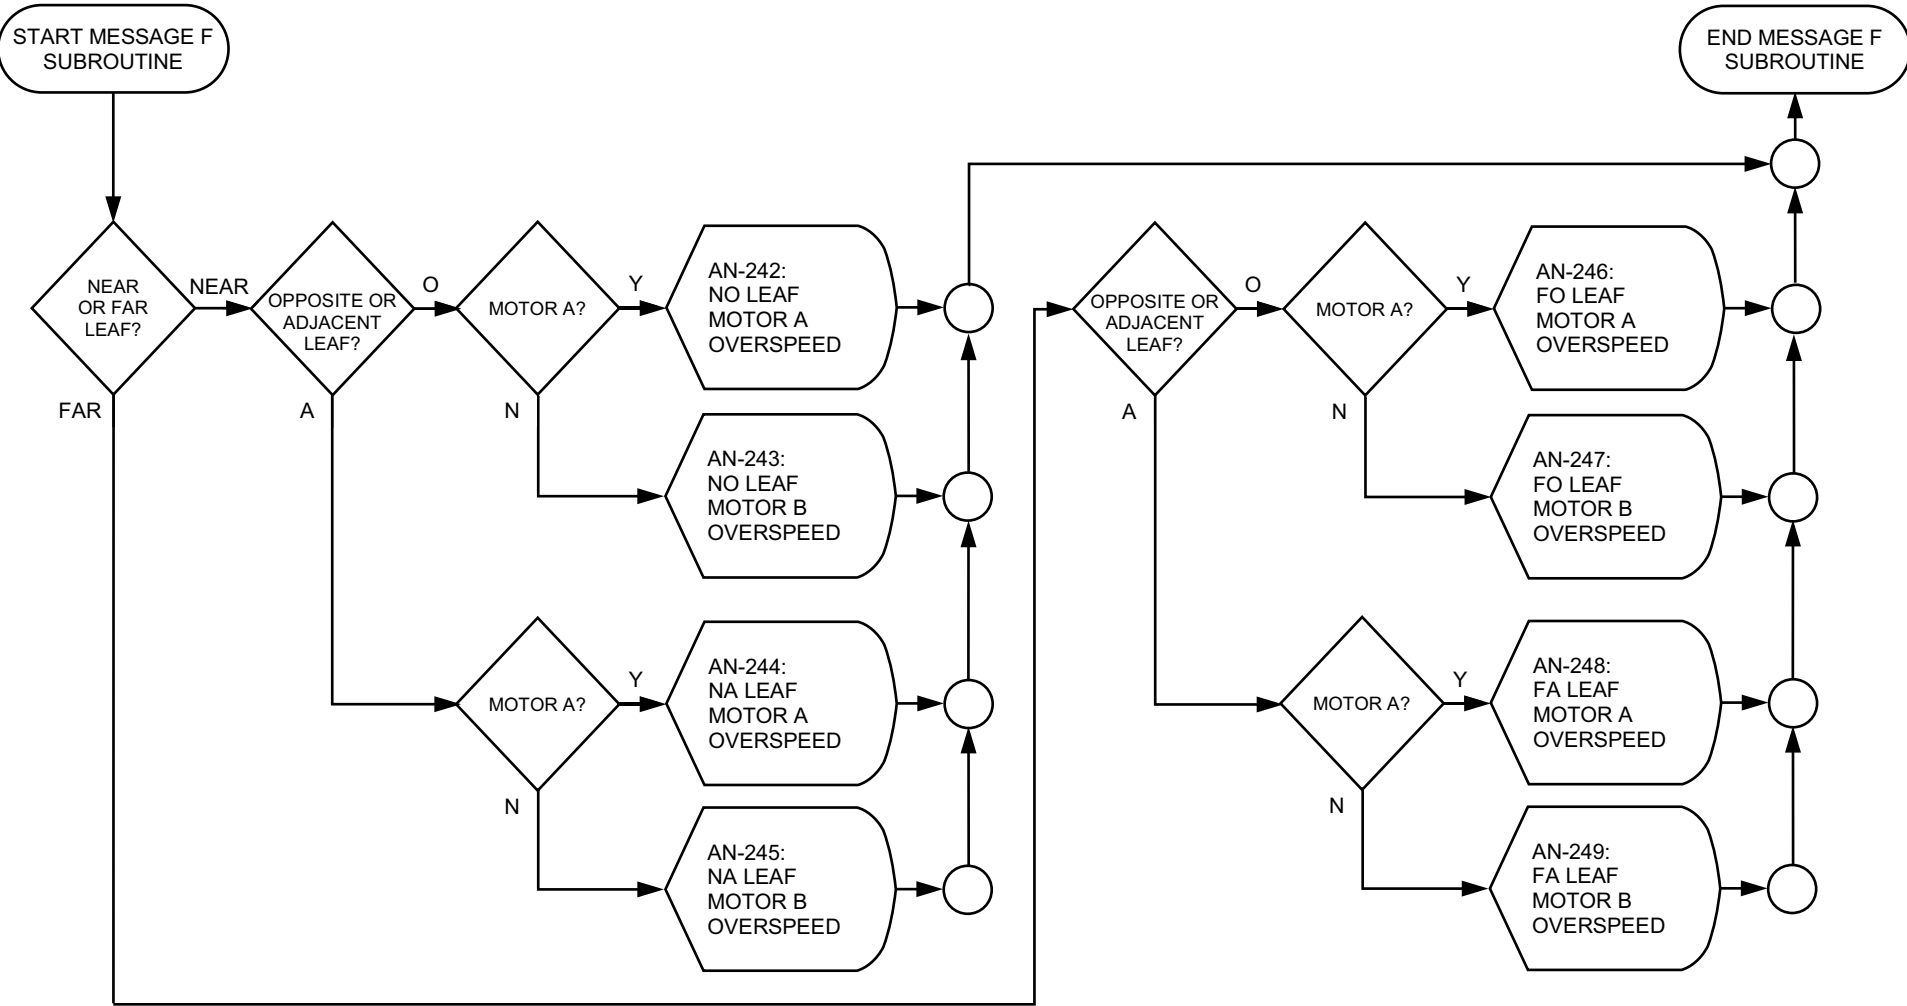 START MESSAGE F
SUBROUTINE
END MESSAGE F
SUBROUTINE
NEAR
OR FAR
LEAF?
NEAR
FAR
OPPOSITE OR
ADJACENT
LEAF?
O
A
MOTOR A?
Y
N
AN-242:
NO LEAF
MOTOR A
OVERSPEED
AN-243:
NO LEAF
MOTOR B
OVERSPEED
MOTOR A?
Y
N
AN-244:
NA LEAF
MOTOR A
OVERSPEED
AN-245:
NA LEAF
MOTOR B
OVERSPEED
OPPOSITE OR
ADJACENT
LEAF?
O
A
MOTOR A?
Y
N
AN-246:
FO LEAF
MOTOR A
OVERSPEED
AN-247:
FO LEAF
MOTOR B
OVERSPEED
MOTOR A?
Y
N
AN-248:
FA LEAF
MOTOR A
OVERSPEED
AN-249:
FA LEAF
MOTOR B
OVERSPEED